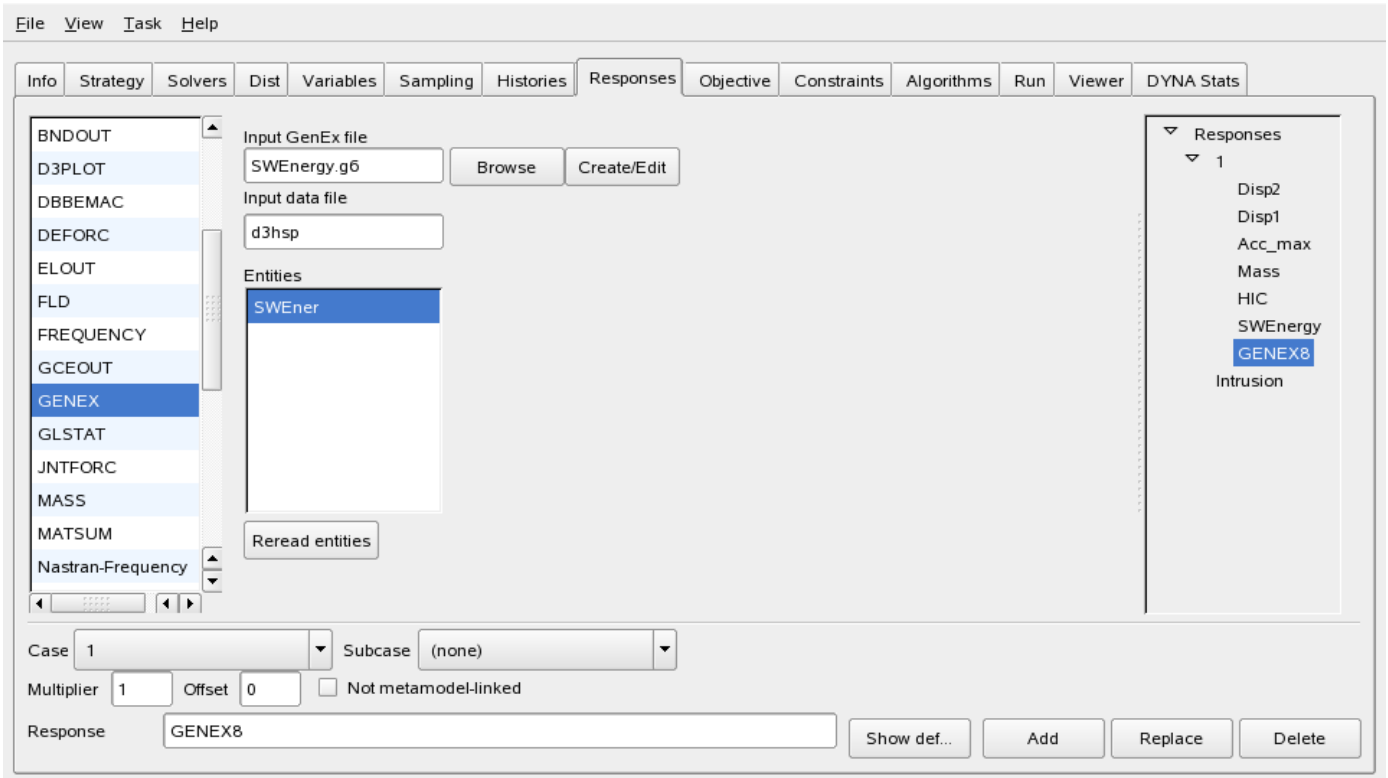 File View Task Help
Info Strategy Solvers Dist Variables Sampling Histories Responses Objective Constraints Algorithms Run Viewer DYNA Stats
BNDOUT
D3PLOT
DBBEMAC
DEFORC
ELOUT
FLD
FREQUENCY
GCEOUT
GENEX
GLSTAT
JNTFORC
MASS
MATSUM
Nastran-Frequency
Input GenEx file
SWEnergy.g6 Browse Create/Edit
Input data file
d3hsp
Entities
SWEner
Reread entities
Responses
1
Disp2
Disp1
Acc_max
Mass
HIC
SWEnergy
GENEX8
Intrusion
Case 1 Subcase (none)
Multiplier 1 Offset 0 Not metamodel-linked
Response GENEX8 Show def... Add Replace Delete